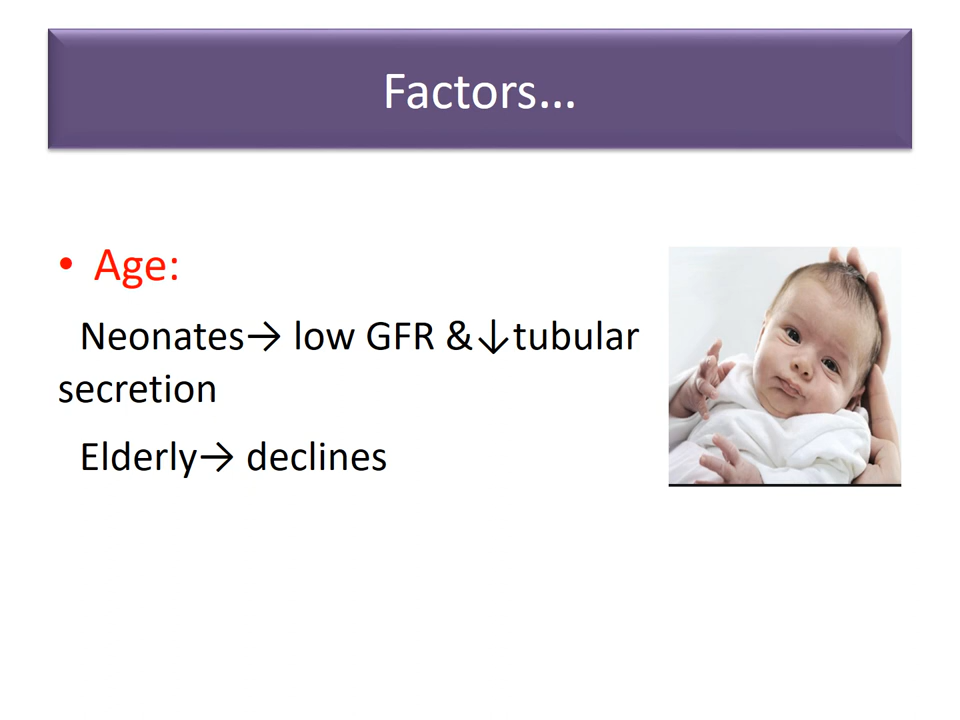 Factors...
• Age:
Neonates→ low GFR &↓tubular
secretion
Elderly→ declines